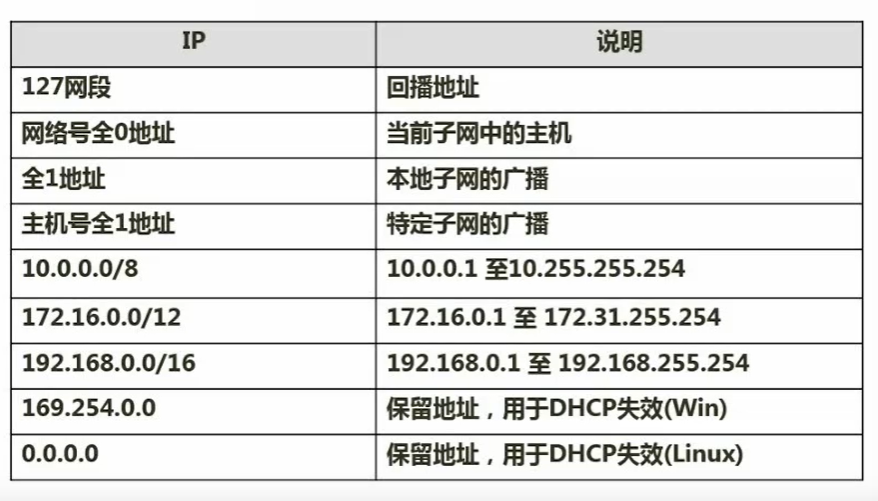 IP 说明
127网段 回播地址
网络号全0地址 当前子网中的主机
全1地址 本地子网的广播
主机号全1地址 特定子网的广播
10.0.0.0/8 10.0.0.1 至10.255.255.254
172.16.0.0/12 172.16.0.1 至 172.31.255.254
192.168.0.0/16 192.168.0.1 至 192.168.255.254
169.254.0.0 保留地址，用于DHCP失效(Win)
0.0.0.0 保留地址，用于DHCP失效(Linux)